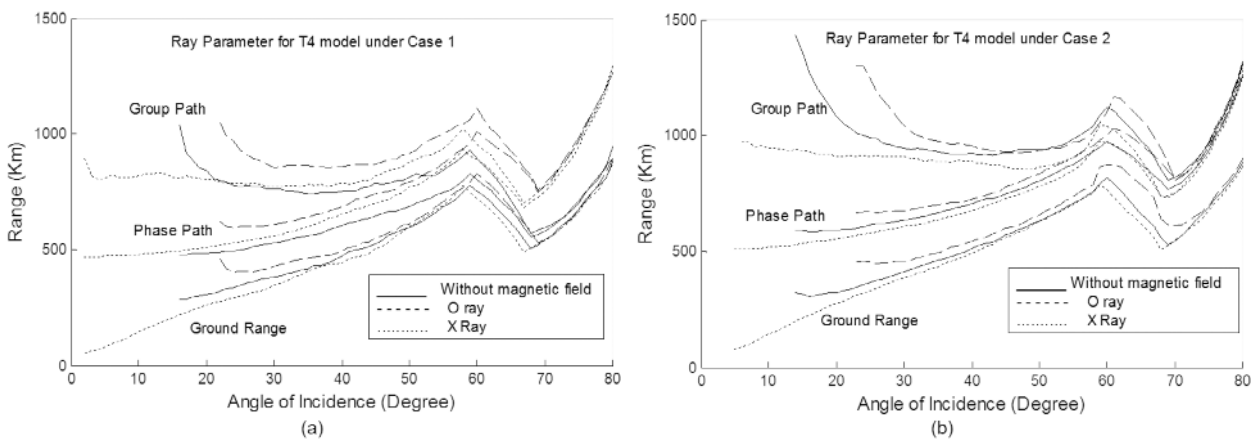 Ray Parameter for T4 model under Case 1
1500
1000
500
0
Range (Km)
Group Path
Phase Path
Ground Range
Without magnetic field
O ray
X Ray
0 10 20 30 40 50 60 70 80
Angle of Incidence (Degree)
(a)
Ray Parameter for T4 model under Case 2
1500
1000
500
0
Range (Km)
Group Path
Phase Path
Ground Range
Without magnetic field
O ray
X Ray
0 10 20 30 40 50 60 70 80
Angle of Incidence (Degree)
(b)